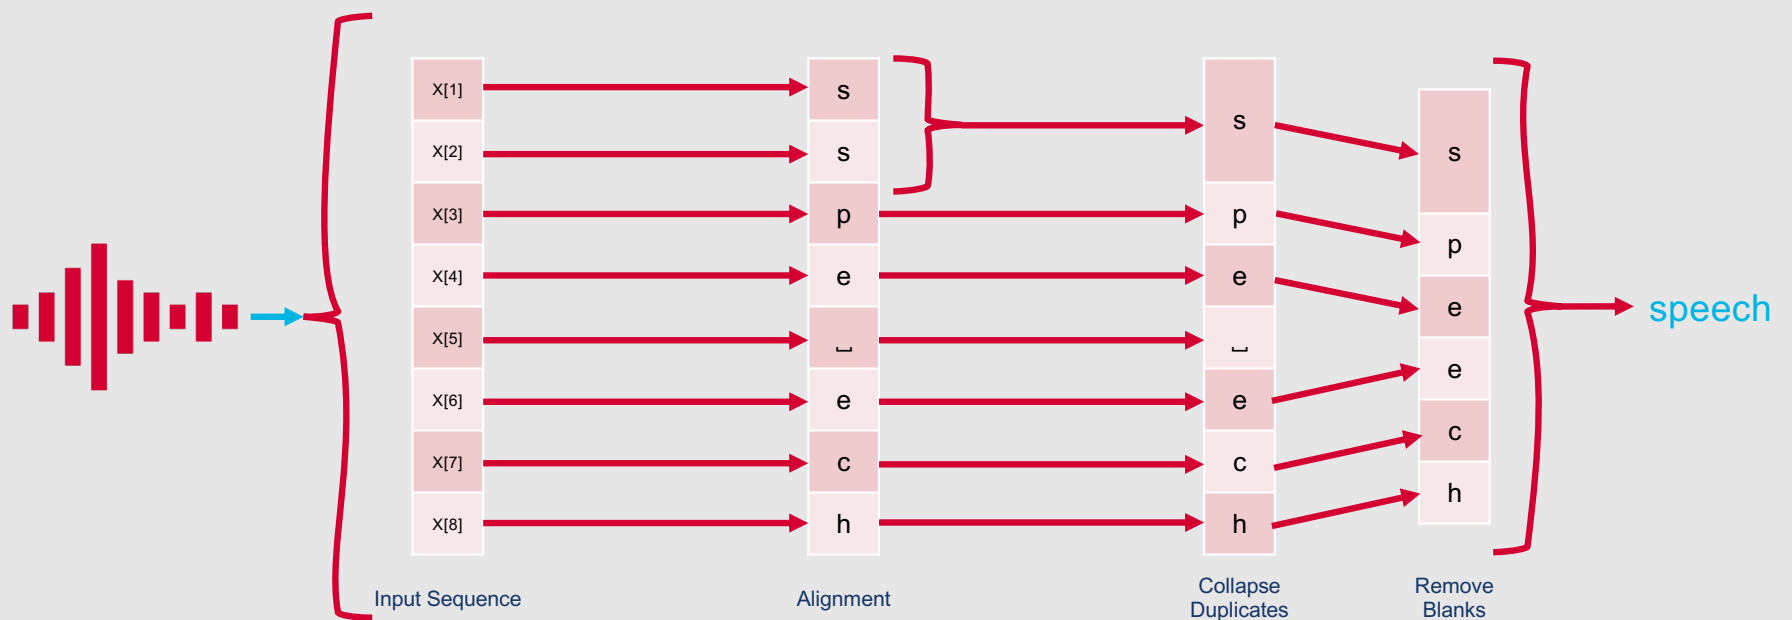 X[1]
X[2]
X[3]
X[4]
X[5]
X[6]
X[7]
X[8]
Input Sequence
s
s
p
e
⎵
e
c
h
Alignment
s
p
e
⎵
e
c
h
Collapse
Duplicates
s
p
e
e
c
h
Remove
Blanks
speech